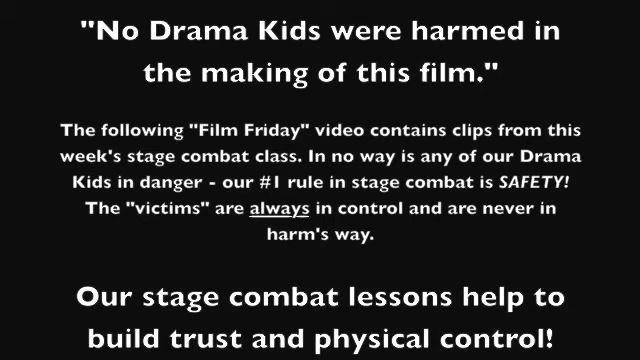 "No Drama Kids were harmed in
the making of this film."
The following "Film Friday" video contains clips from this
week's stage combat class. In no way is any of our Drama
Kids in danger - our #1 rule in stage combat is SAFETY!
The "victims" are always in control and are never in
harm's way.
Our stage combat lessons help to
build trust and physical control!